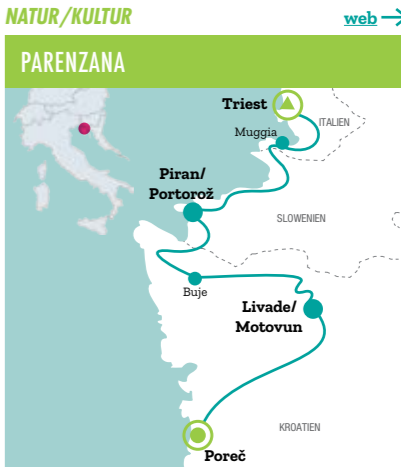 NATUR/KULTUR
web
PARENZANA
Triest
ITALIEN
Muggia
Piran/
Portorož
SLOWENIEN
Buje
Livade/
Motovun
KROATIEN
Poreč